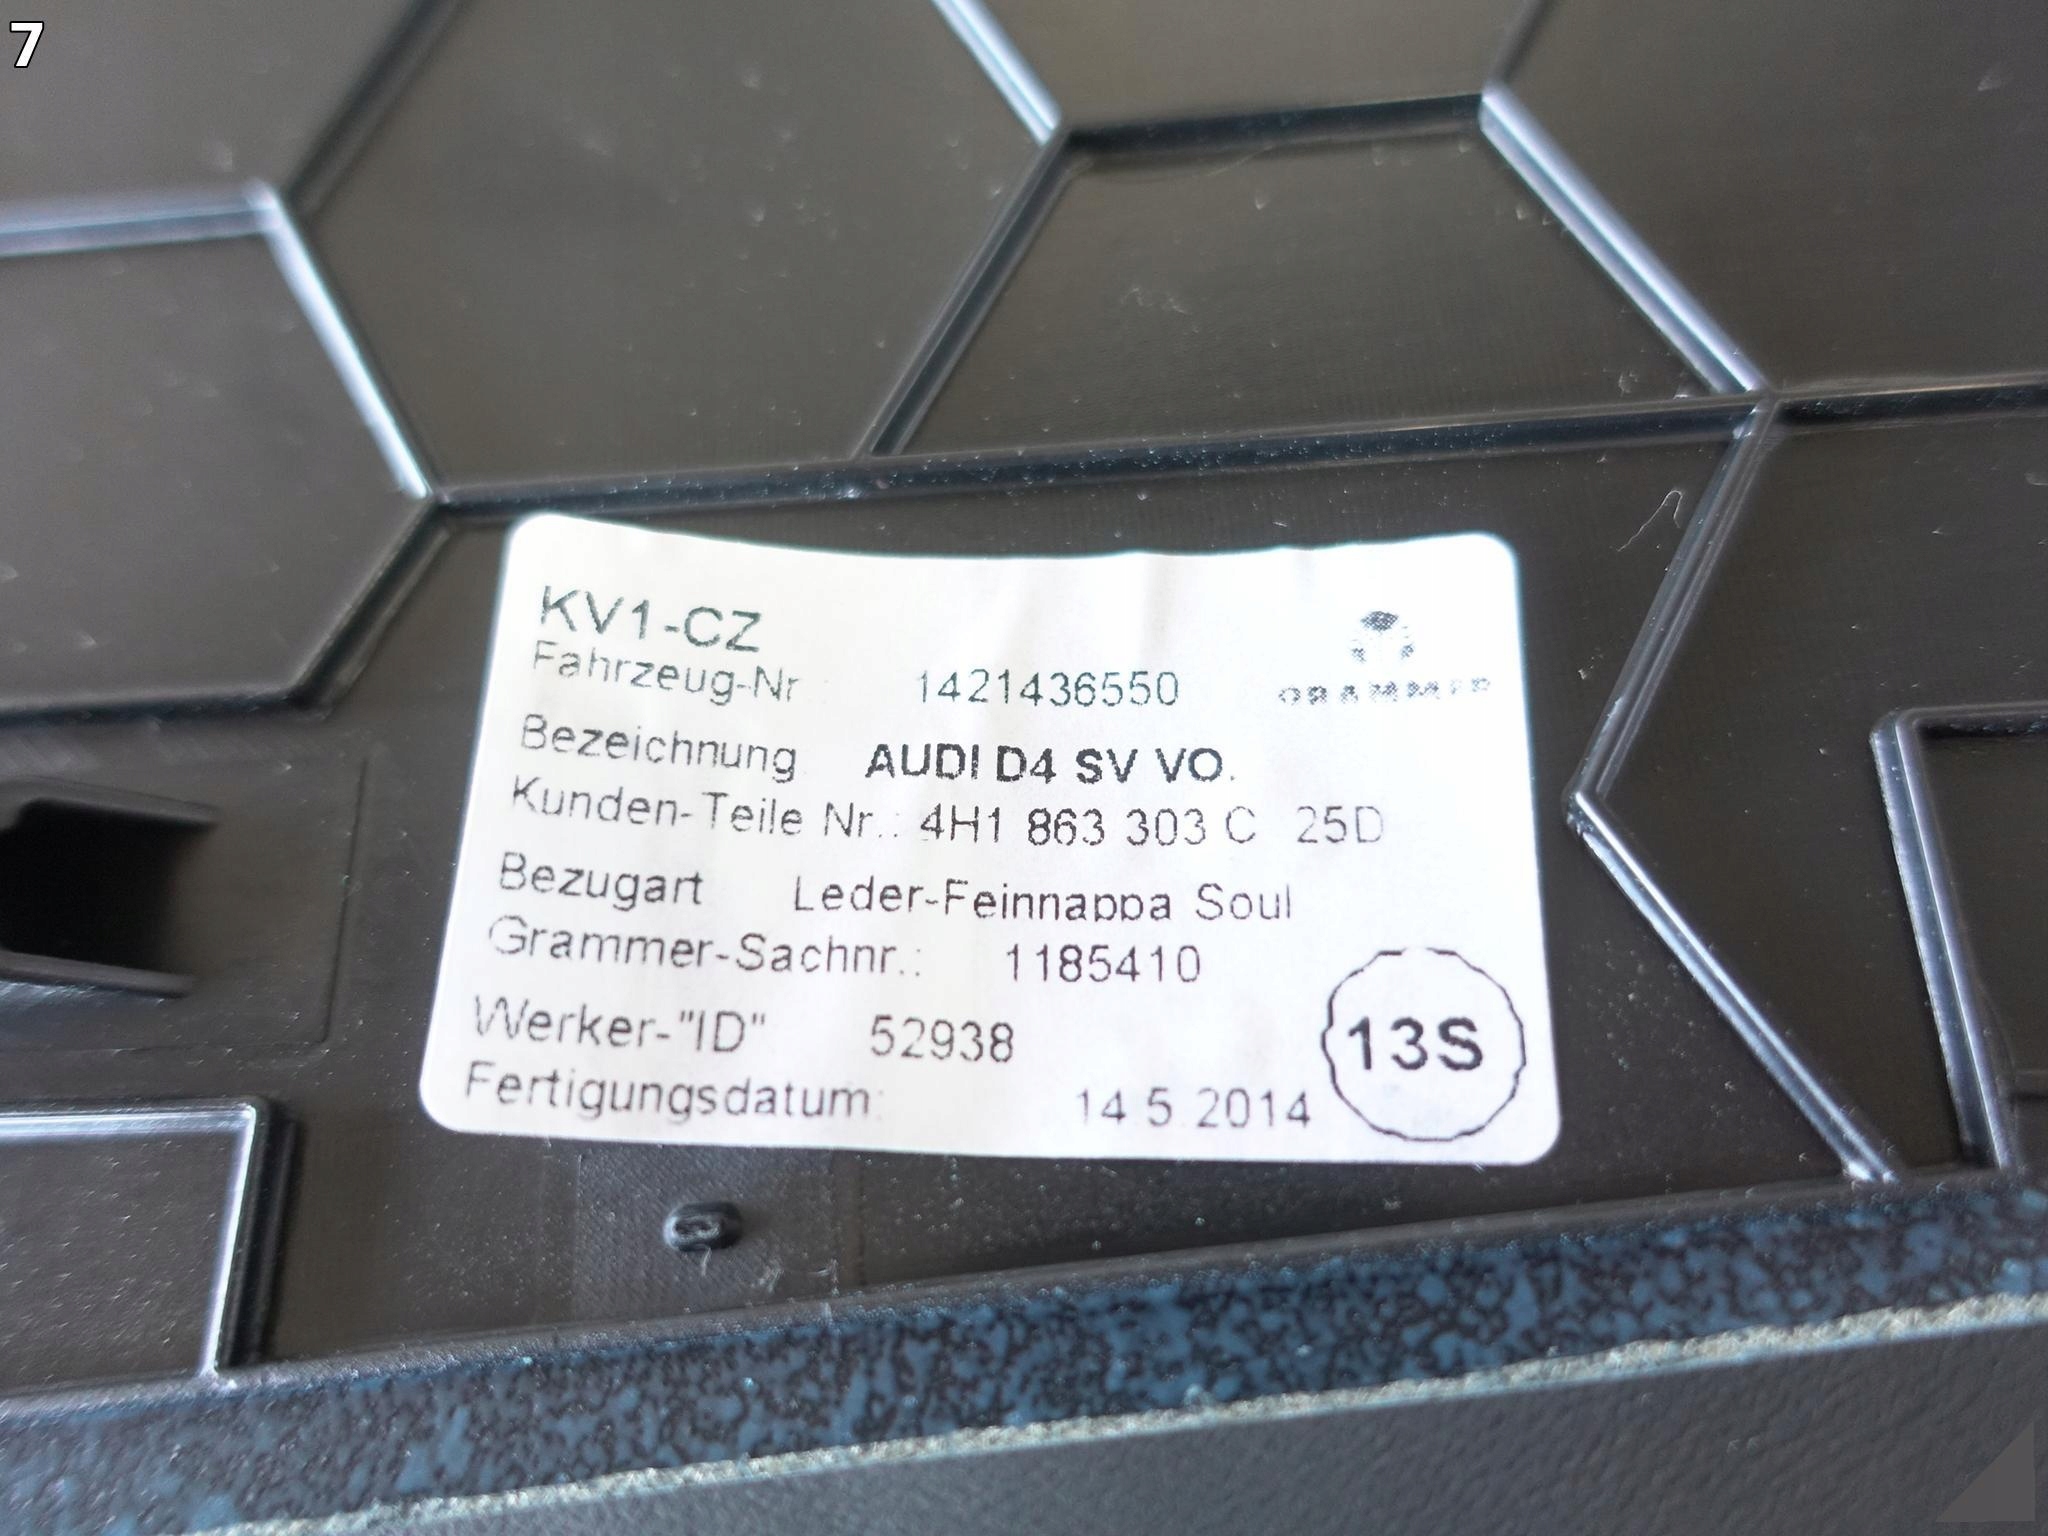 7
KV1-CZ
Fahrzeug-Nr 1421436550
GRAMMER
Bezeichnung AUDI D4 SV VO.
Kunden-Teile Nr.: 4H1 863 303 C 25D
Bezugart Leder-Feinnappa Soul
Grammer-Sachnr.: 1185410
Werker-"ID" 52938
13S
Fertigungsdatum: 14.5.2014